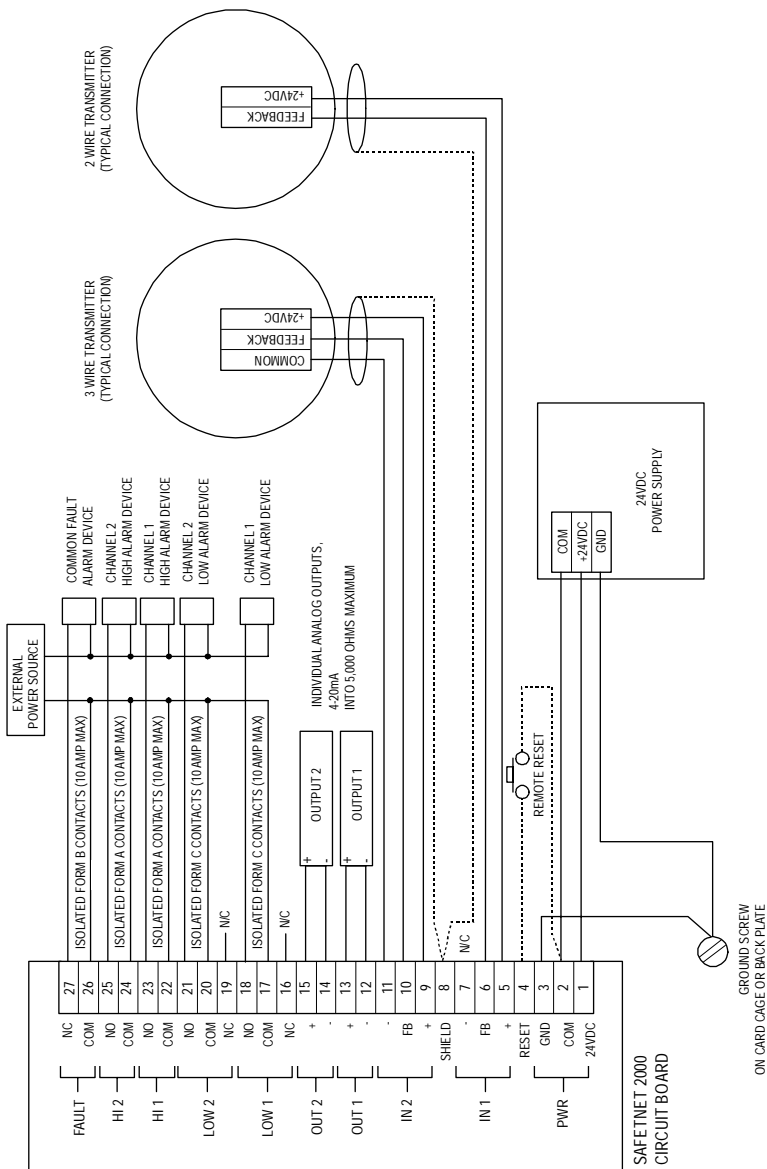 2 WIRE TRANSMITTER
(TYPICAL CONNECTION)
+24VDC
FEEDBACK
3 WIRE TRANSMITTER
(TYPICAL CONNECTION)
+24VDC
FEEDBACK
COMMON
EXTERNAL
POWER SOURCE
COMMON FAULT
ALARM DEVICE
CHANNEL 2
HIGH ALARM DEVICE
CHANNEL 1
HIGH ALARM DEVICE
CHANNEL 2
LOW ALARM DEVICE
CHANNEL 1
LOW ALARM DEVICE
ISOLATED FORM B CONTACTS (10 AMP MAX)
ISOLATED FORM A CONTACTS (10 AMP MAX)
ISOLATED FORM A CONTACTS (10 AMP MAX)
ISOLATED FORM C CONTACTS (10 AMP MAX)
N/C
ISOLATED FORM C CONTACTS (10 AMP MAX)
N/C
INDIVIDUAL ANALOG OUTPUTS,
4-20mA
INTO 5,000 OHMS MAXIMUM
+ OUTPUT 2
-
+ OUTPUT 1
-
N/C
24VDC
POWER SUPPLY
COM
+24VDC
GND
REMOTE RESET
FAULT
NC 27
COM 26
HI 2
NO 25
COM 24
HI 1
NO 23
COM 22
LOW 2
NO 21
COM 20
NC 19
LOW 1
NO 18
COM 17
NC 16
OUT 2
+ 15
- 14
OUT 1
+ 13
- 12
IN 2
- 11
FB 10
+ 9
SHIELD 8
IN 1
- 7
FB 6
+ 5
RESET 4
PWR
GND 3
COM 2
24VDC 1
SAFETNET 2000
CIRCUIT BOARD
GROUND SCREW
ON CARD CAGE OR BACK PLATE